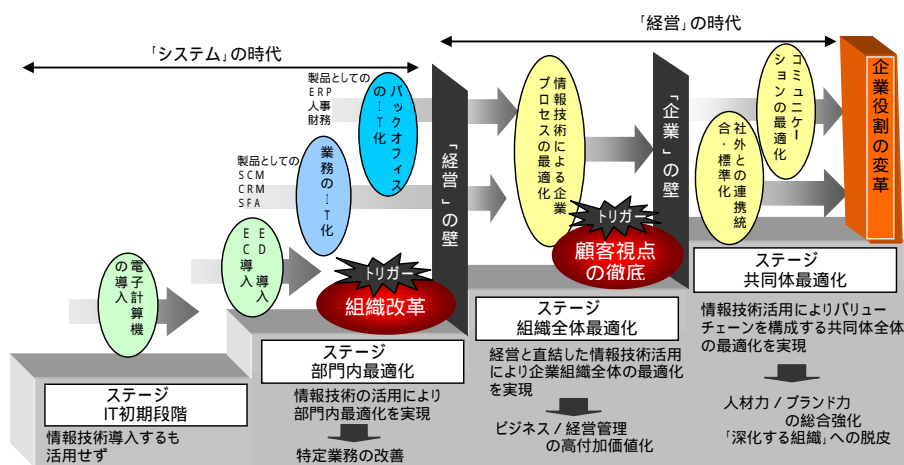 「システム」の時代
「経営」の時代
製品としての
ERP
人事
財務
バックオフィス
のIT化
製品としての
SCM
CRM
SFA
業務のIT化
ED 導入
EC導入
電子計算機
の導入
トリガー
組織改革
「経営」の壁
情報技術による企業
プロセスの最適化
トリガー
顧客視点
の徹底
「企業」の壁
コミュニケー
ションの最適化
社外との連携統
合・標準化
企業役割の変革
ステージ
IT初期段階
情報技術導入するも
活用せず
ステージ
部門内最適化
情報技術の活用により
部門内最適化を実現
特定業務の改善
ステージ
組織全体最適化
経営と直結した情報技術活用
により企業組織全体の最適化
を実現
ビジネス/経営管理
の高付加価値化
ステージ
共同体最適化
情報技術活用によりバリュー
チェーンを構成する共同体全体
の最適化を実現
人材力/ブランド力
の総合強化
「深化する組織」への脱皮